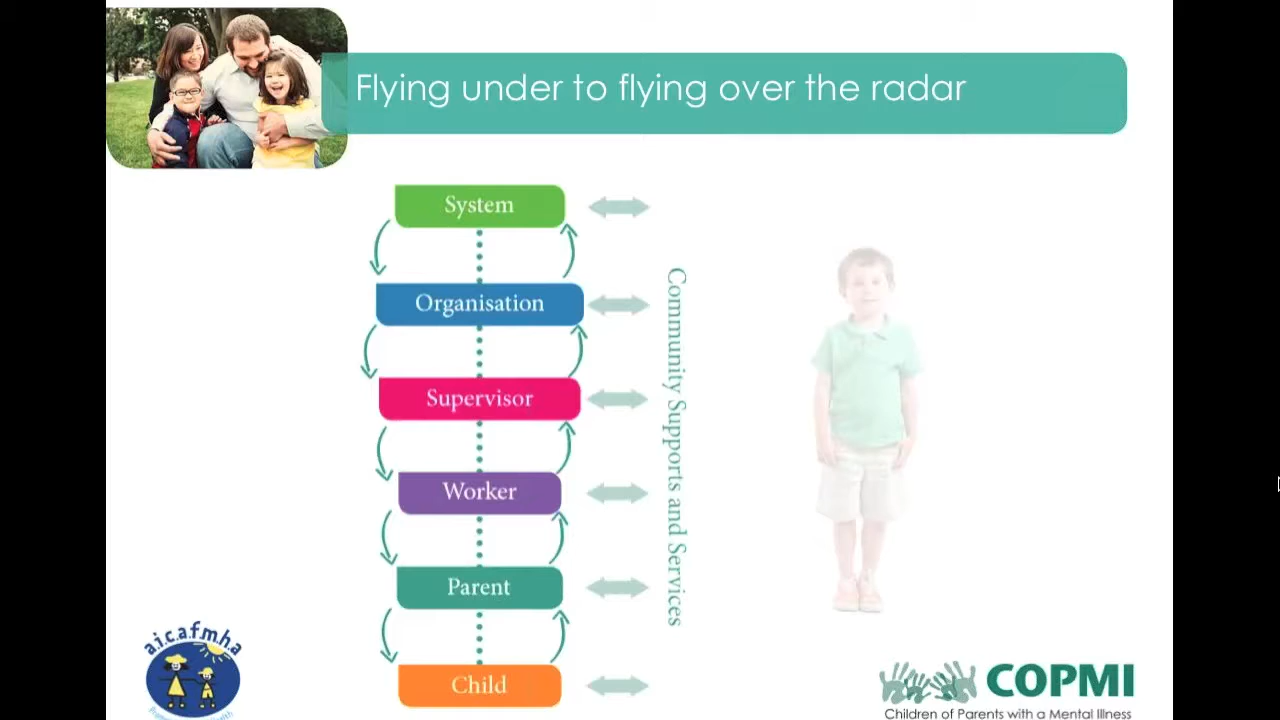 Flying under to flying over the radar
System
Organisation
Supervisor
Worker
Parent
Child
Community Supports and Services
a.i.c.a.f.m.h.a
COPMI
Children of Parents with a Mental Illness